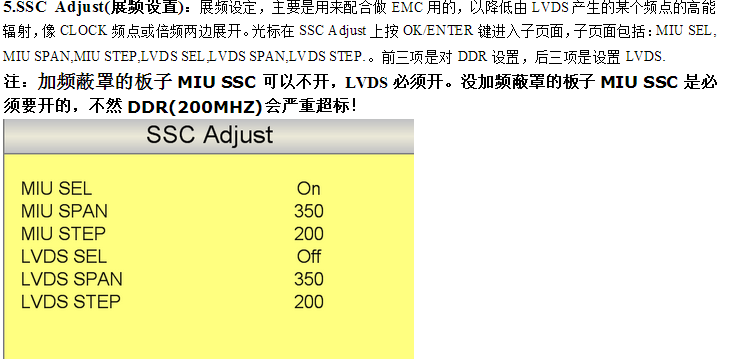 5.SSC Adjust(展频设置)：展频设定，主要是用来配合做 EMC 用的，以降低由 LVDS 产生的某个频点的高能
辐射，像 CLOCK 频点或倍频两边展开。光标在 SSC Adjust 上按 OK/ENTER 键进入子页面，子页面包括：MIU SEL,
MIU SPAN,MIU STEP,LVDS SEL,LVDS SPAN,LVDS STEP.。前三项是对 DDR 设置，后三项是设置 LVDS.
注：加频蔽罩的板子 MIU SSC 可以不开，LVDS 必须开。没加频蔽罩的板子 MIU SSC 是必
须要开的，不然 DDR(200MHZ)会严重超标！
SSC Adjust
MIU SEL On
MIU SPAN 350
MIU STEP 200
LVDS SEL Off
LVDS SPAN 350
LVDS STEP 200